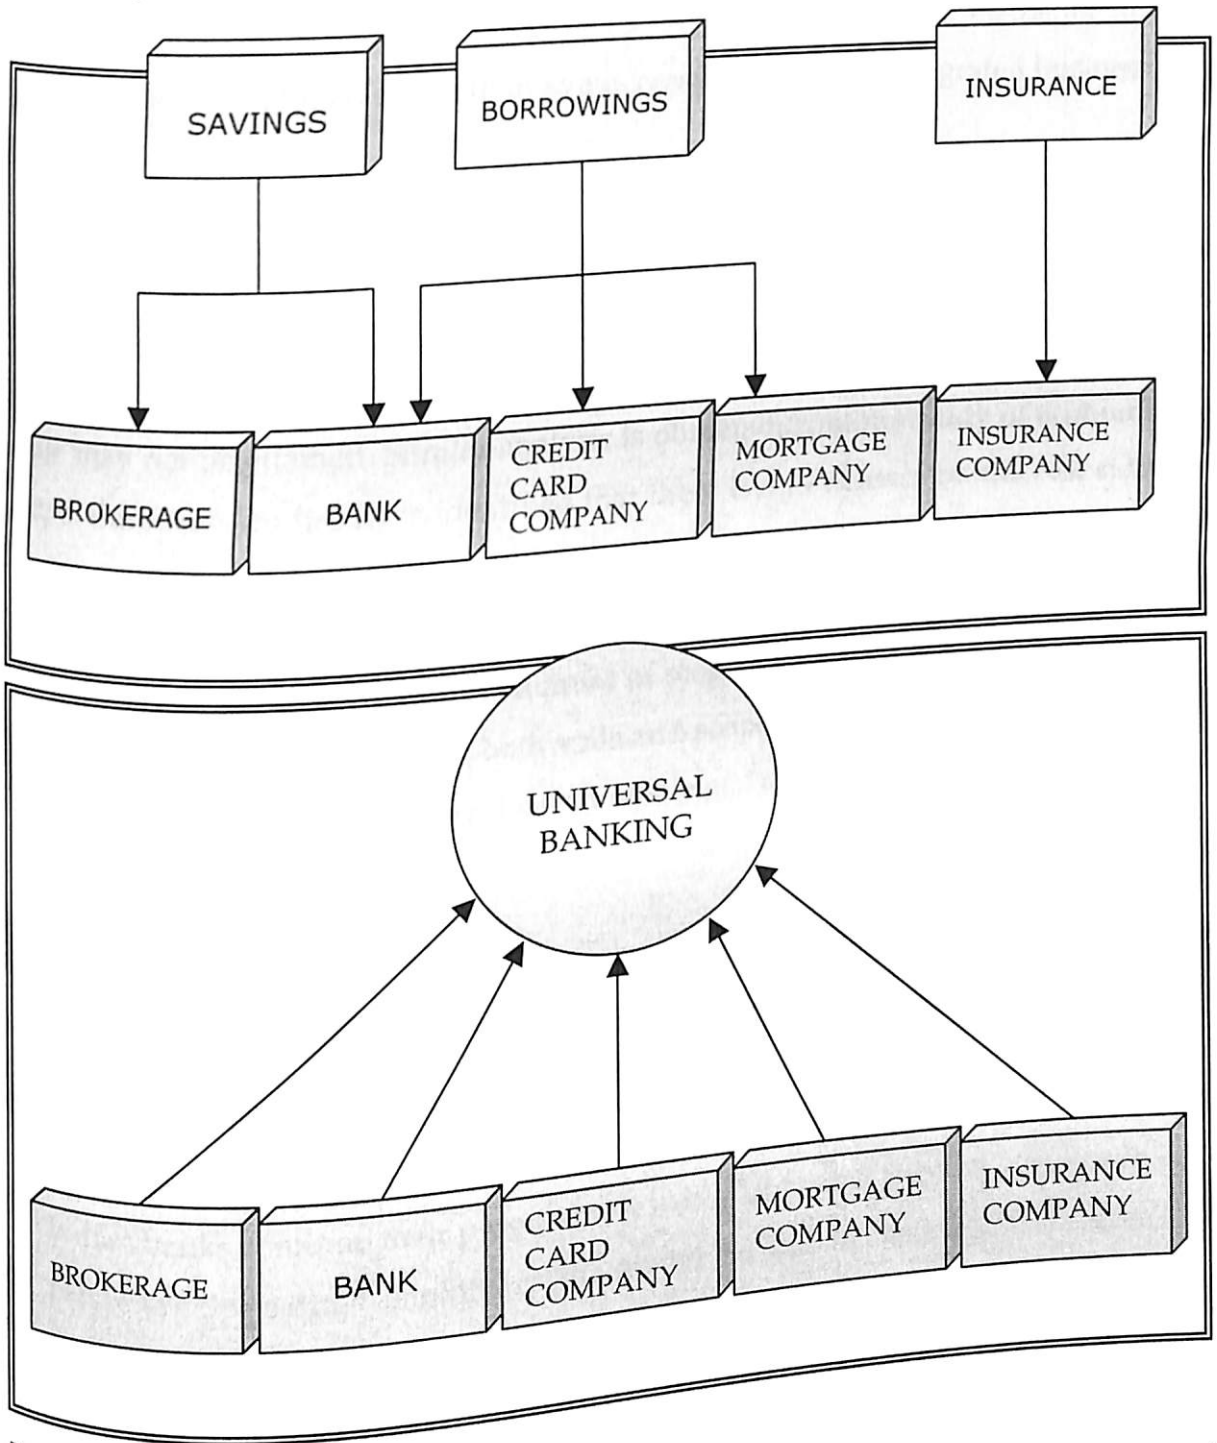 SAVINGS
BORROWINGS
INSURANCE
BROKERAGE
BANK
CREDIT
CARD
COMPANY
MORTGAGE
COMPANY
INSURANCE
COMPANY
UNIVERSAL
BANKING
BROKERAGE
BANK
CREDIT
CARD
COMPANY
MORTGAGE
COMPANY
INSURANCE
COMPANY